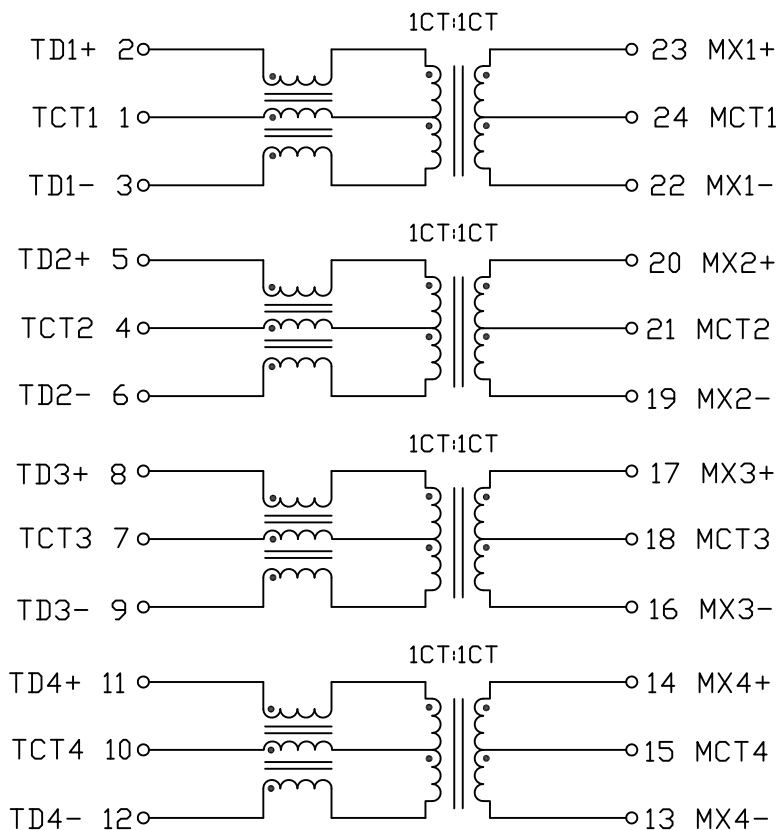 1CT:1CT
TD1+ 2 23 MX1+
TCT1 1 24 MCT1
TD1- 3 22 MX1-
1CT:1CT
TD2+ 5 20 MX2+
TCT2 4 21 MCT2
TD2- 6 19 MX2-
1CT:1CT
TD3+ 8 17 MX3+
TCT3 7 18 MCT3
TD3- 9 16 MX3-
1CT:1CT
TD4+ 11 14 MX4+
TCT4 10 15 MCT4
TD4- 12 13 MX4-